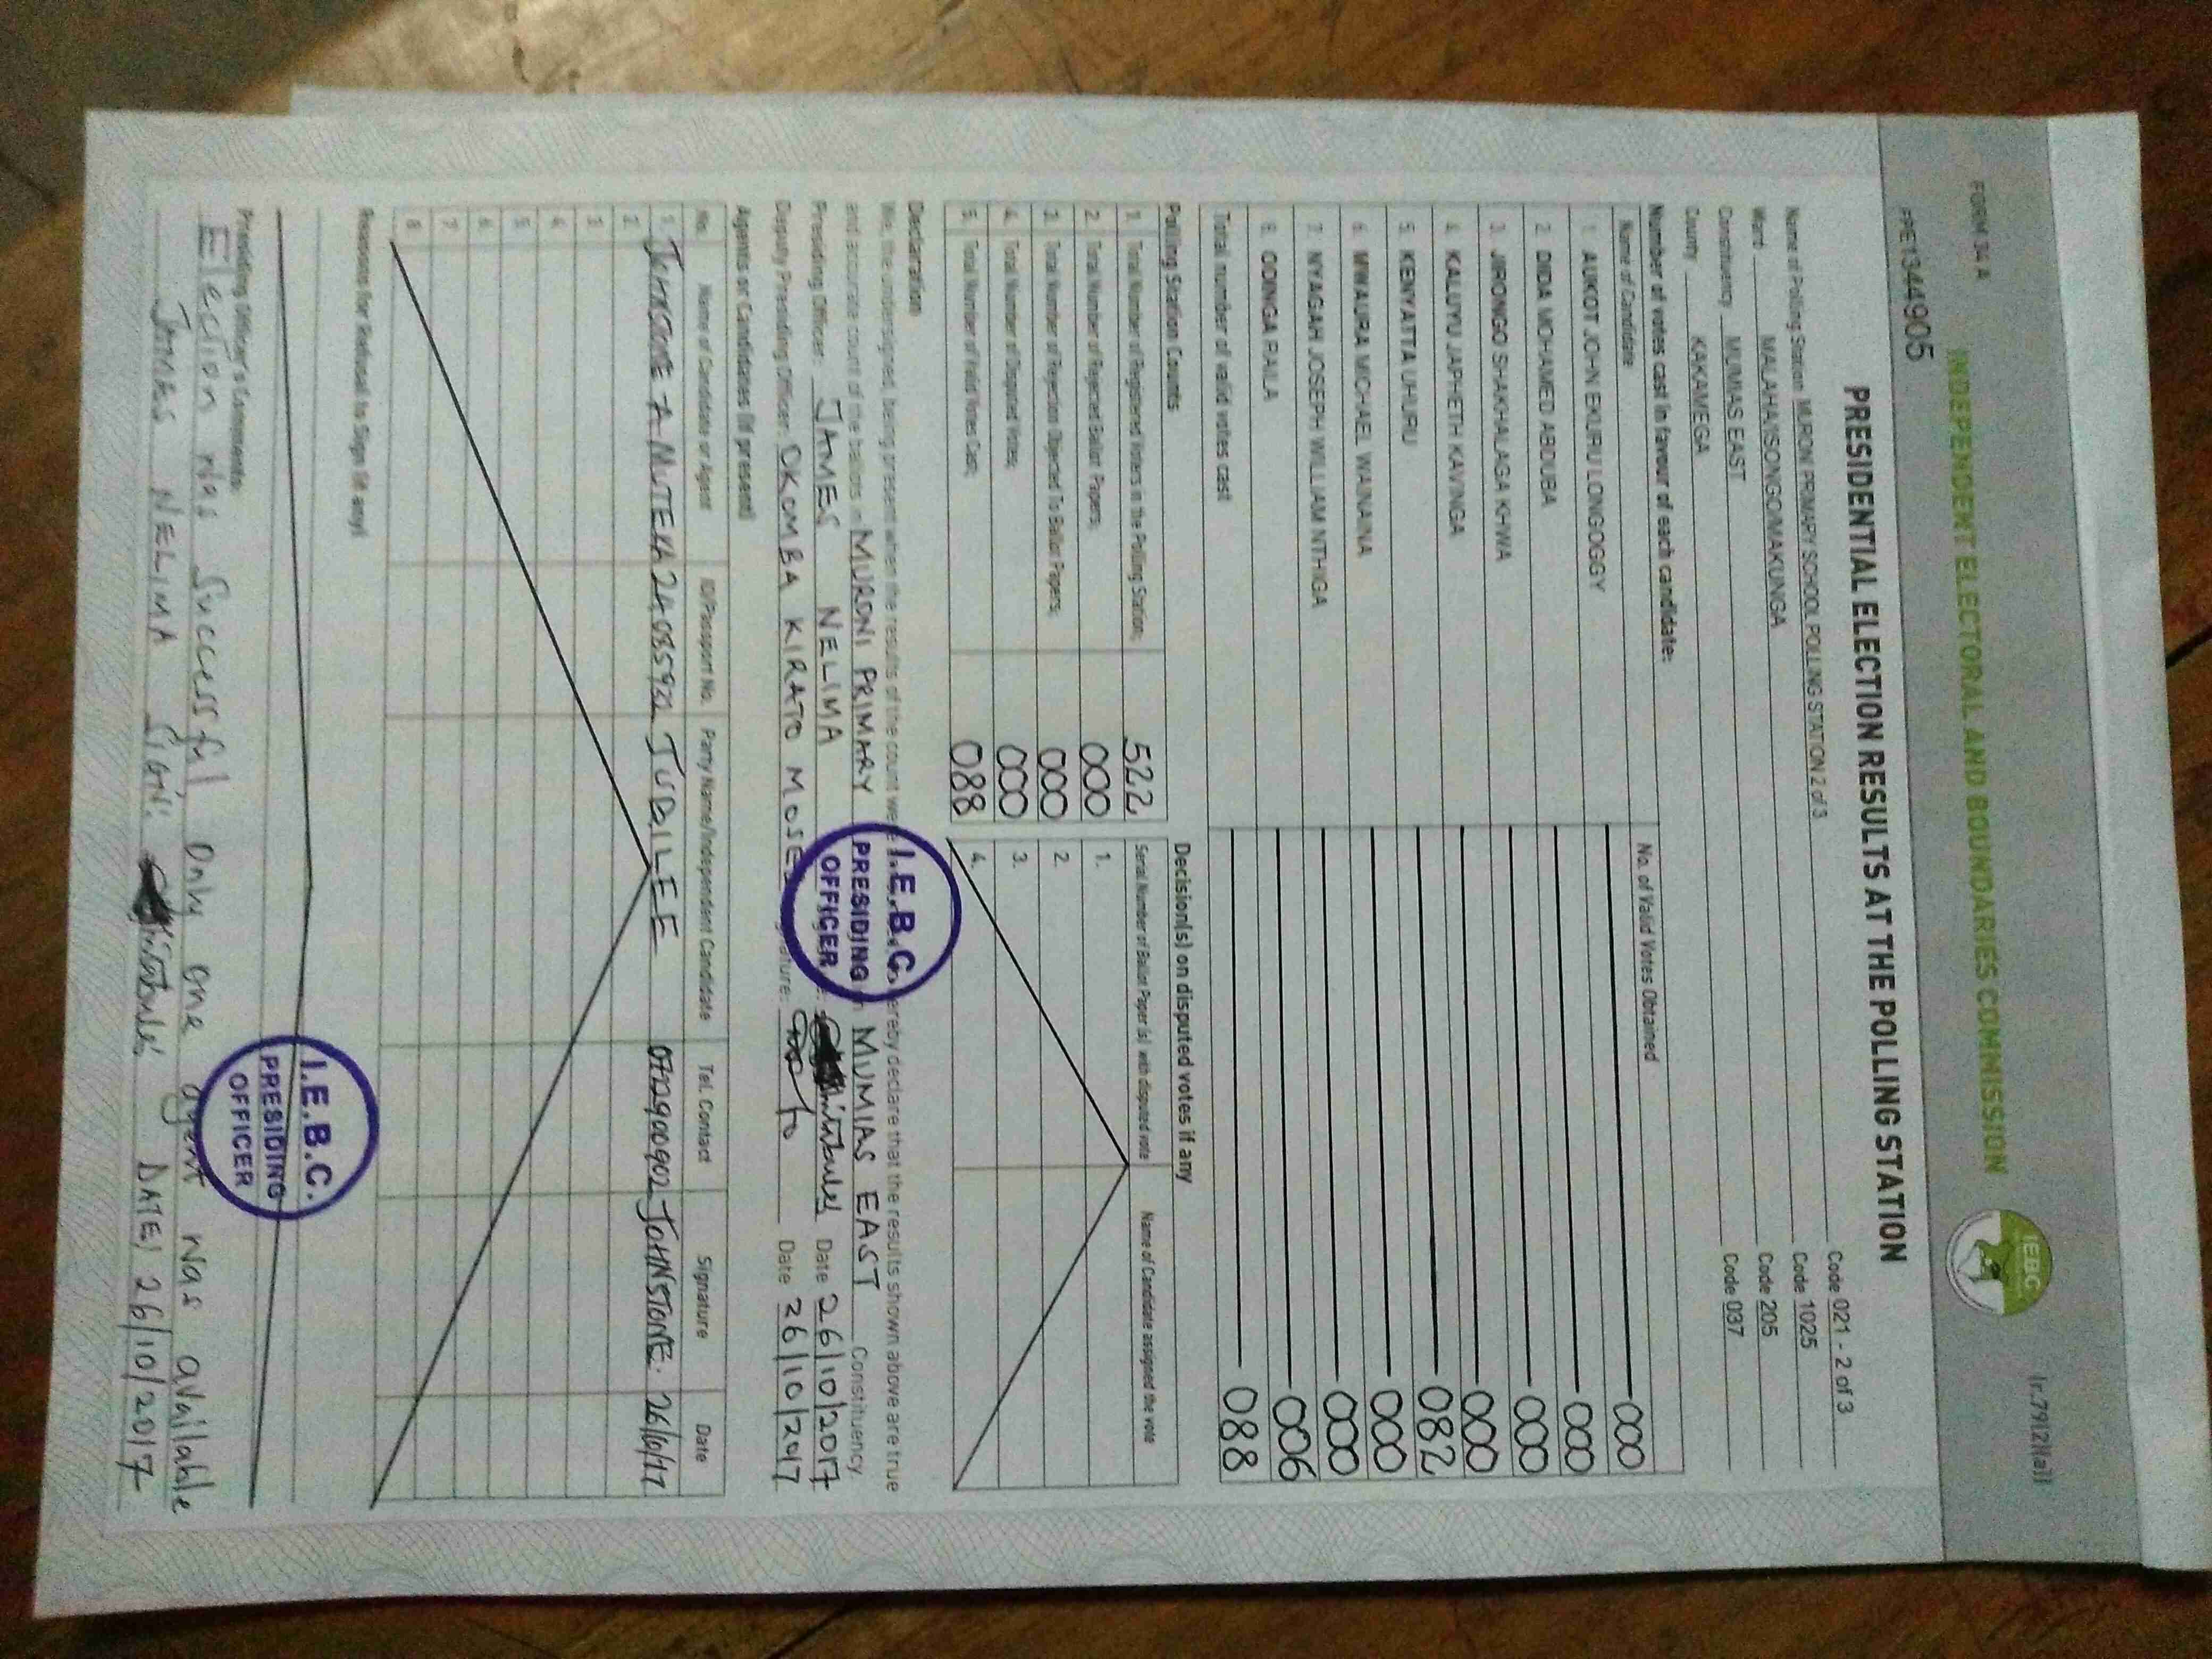 FORM 34 A
INDEPENDENT ELECTORAL AND BOUNDARIES COMMISSION
IEBC
PPE1344905
PRESIDENTIAL ELECTION RESULTS AT THE POLLING STATION
Name of Polling Station MURONI PRIMARY SCHOOL POLLING STATION 2 of 3 Code 021 - 2 of 3
Code 1025
Ward MALAHA/ISONGO/MAKUNGA Code 205
Constituency MUMIAS EAST Code 037
County KAKAMEGA
Number of votes cast in favour of each candidate:
Name of Candidate No. of Valid Votes Obtained
1. AUKOT JOHN EKURU LONGOGGY 000
2. DIDA MOHAMED ABDUBA 000
3. JIRONGO SHAKHALAGA KHWA 000
4. KALUYU JAPHETH KAVINGA 000
5. KENYATTA UHURU 082
6. MWAURA MICHAEL WAINAINA 000
7. NYAGAH JOSEPH WILLIAM NTHIGA 000
8. ODINGA RAILA 006
Total number of valid votes cast 088
Polling Station Counts Decision(s) on disputed votes if any
1. Total Number of Registered Voters in the Polling Station; 522 Serial Number of Ballot Paper (s) with disputed vote Name of Candidate assigned the vote
2. Total Number of Rejected Ballot Papers; 000 1.
3. Total Number of Rejection Objected To Ballot Papers; 000 2.
4. Total Number of Disputed Votes; 000 3.
5. Total Number of Valid Votes Cast; 088 4.
Declaration
We, the undersigned, being present when the results of the count were hereby declare that the results shown above are true
and accurate count of the ballots in MURONI PRIMARY in MUMIAS EAST Constituency
Presiding Officer: JAMES NELIMA Date 26/10/2017
Deputy Presiding Officer: OKOMBA KIRATO MOSES Signature: Date 26/10/2017
I.E.B.C.
PRESIDING
OFFICER
Agents or Candidates (if present)
No. Name of Candidate or Agent ID/Passport No. Party Name/Independent Candidate Tel. Contact Signature Date
1 JOHNSTONE A MUTEKA 24035922 JUBILEE 0729900902 JOHNSTONE. 26/10/17
2
3
4
5
6
7
8
Reasons for Refusal to Sign (if any)
I.E.B.C.
PRESIDING
OFFICER
Presiding Officer's Comments:
Election was successful, only one agent was available
JAMES NELIMA SIGN: DATE: 26/10/2017